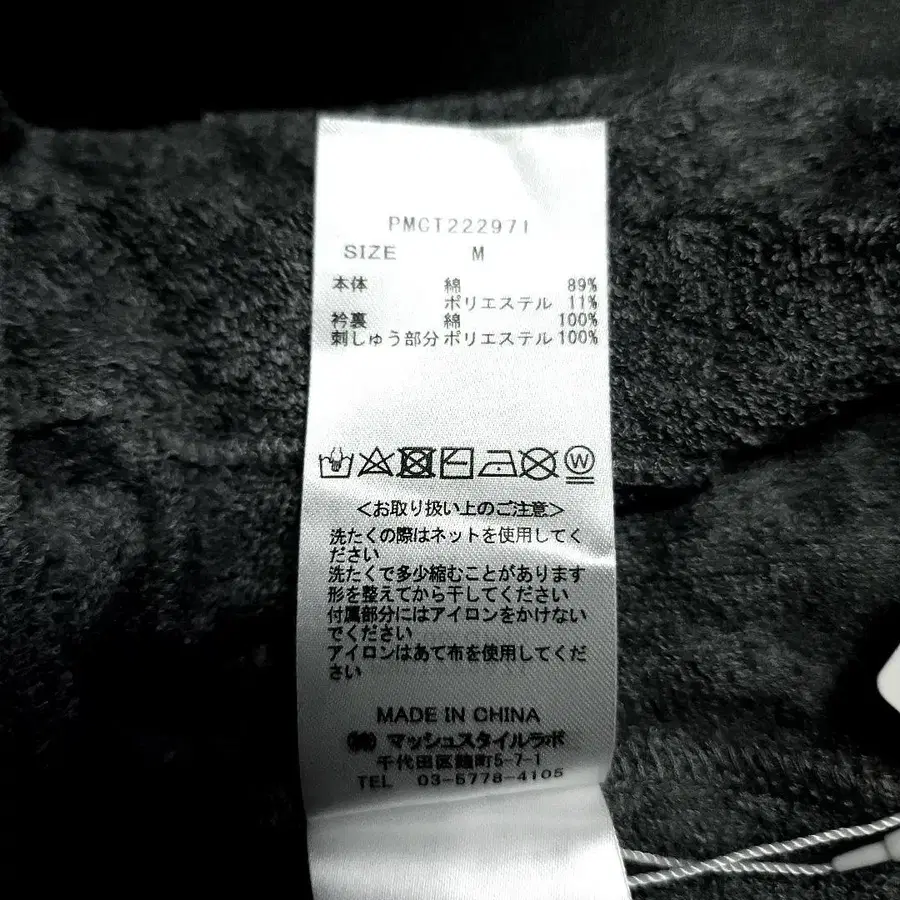 PMCT222971
SIZE M
本体 綿 89%
ポリエステル 11%
衿裏 綿 100%
刺しゅう部分 ポリエステル 100%
W
<お取り扱い上のご注意>
洗たくの際はネットを使用してく
ださい
洗たくで多少縮むことがあります
形を整えてから干してください
付属部分にはアイロンをかけない
でください
アイロンはあて布を使用してくだ
さい
MADE IN CHINA
(株) マッシュスタイルラボ
千代田区麹町5-7-1
TEL 03-5778-4105